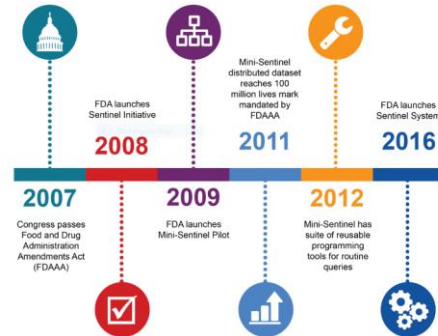 FDA launches
Sentinel Initiative
2008
Mini-Sentinel
distributed dataset
reaches 100
million lives mark
mandated by
FDAAA
2011
FDA launches
Sentinel System
2016
2007
Congress passes
Food and Drug
Administration
Amendments Act
(FDAAA)
2009
FDA launches
Mini-Sentinel Pilot
2012
Mini-Sentinel has
suite of reusable
programming
tools for routine
queries